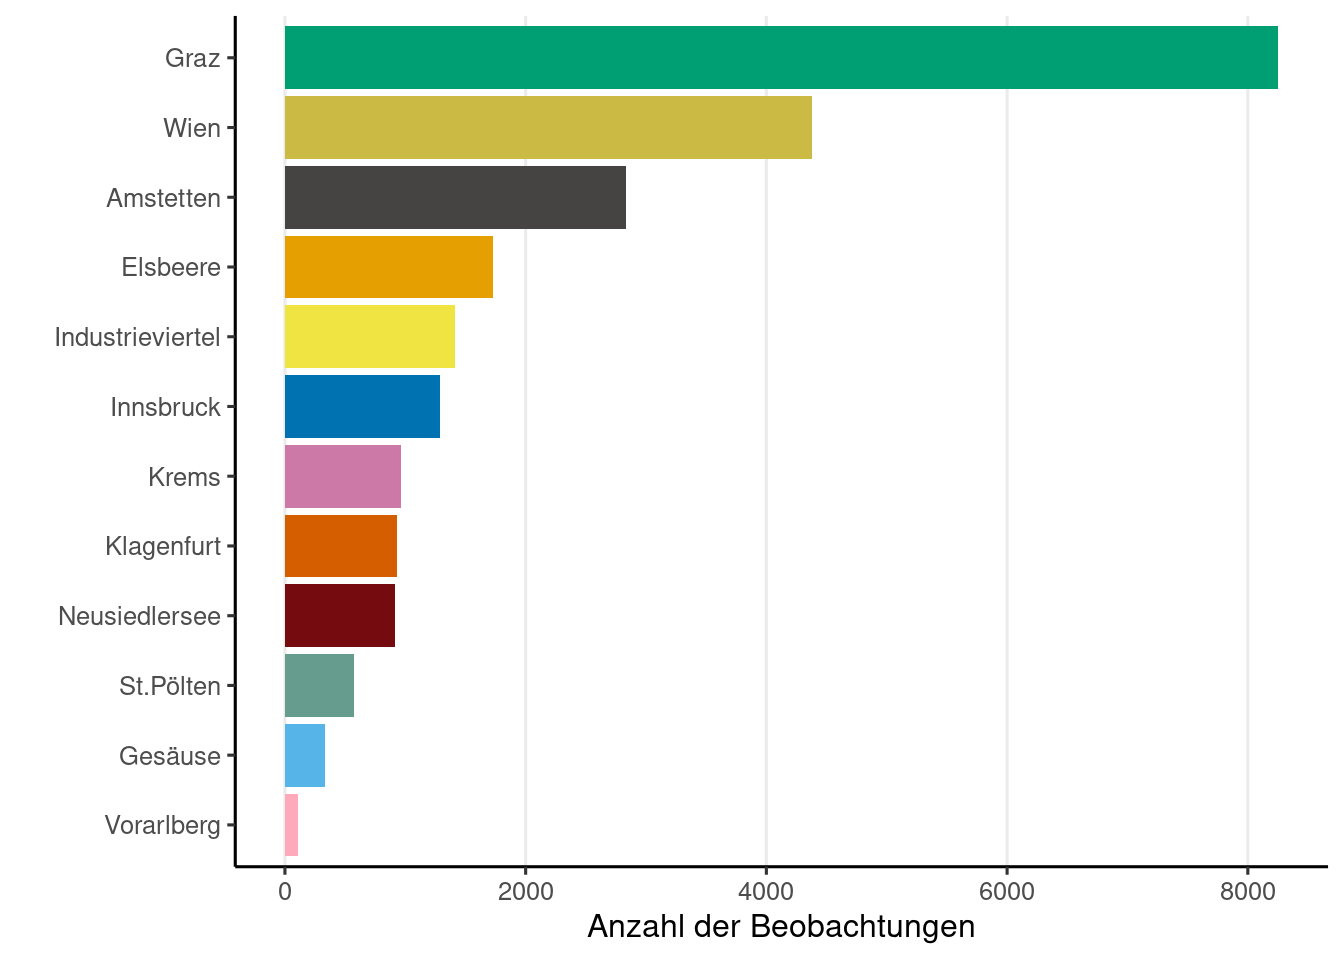 Graz
Wien
Amstetten
Elsbeere
Industrieviertel
Innsbruck
Krems
Klagenfurt
Neusiedlersee
St.Pölten
Gesäuse
Vorarlberg
0 2000 4000 6000 8000
Anzahl der Beobachtungen